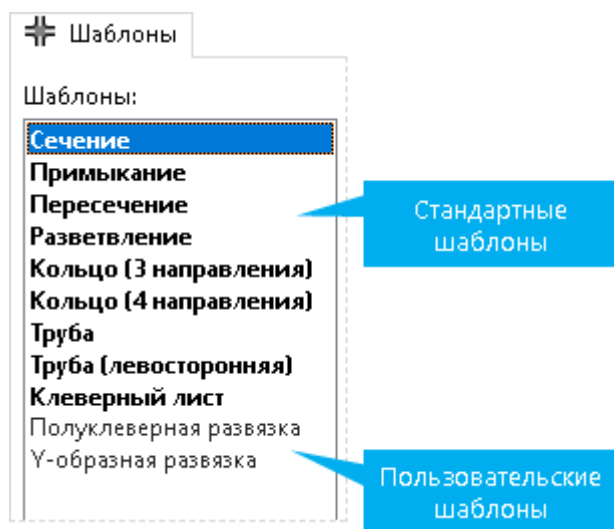 Шаблоны
Шаблоны:
Сечение
Примыкание
Пересечение
Разветвление
Кольцо (3 направления)
Кольцо (4 направления)
Труба
Труба (левосторонняя)
Клеверный лист
Полуклеверная развязка
Y-образная развязка
Стандартные
шаблоны
Пользовательские
шаблоны